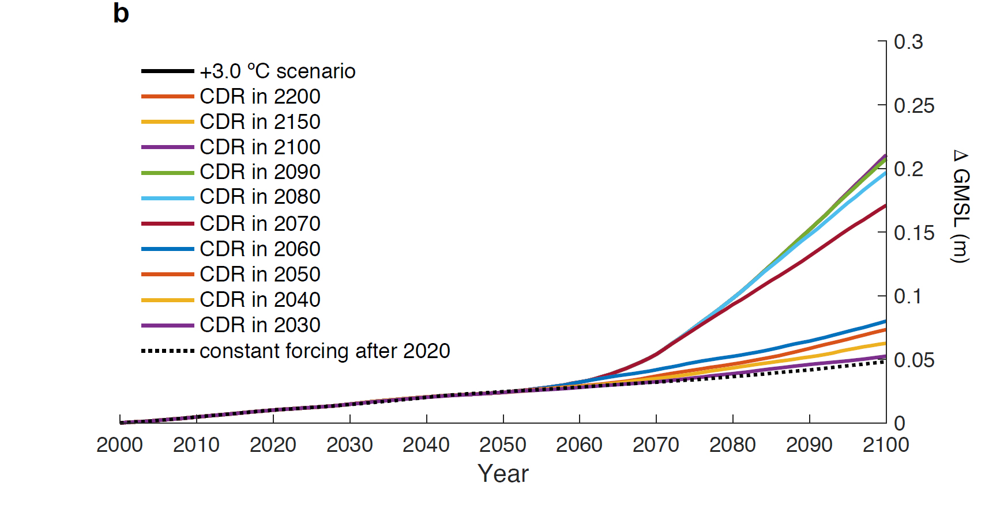 b
+3.0 ºC scenario
CDR in 2200
CDR in 2150
CDR in 2100
CDR in 2090
CDR in 2080
CDR in 2070
CDR in 2060
CDR in 2050
CDR in 2040
CDR in 2030
constant forcing after 2020
0.3
0.25
0.2
0.15
0.1
0.05
0
Δ GMSL (m)
2000 2010 2020 2030 2040 2050 2060 2070 2080 2090 2100
Year